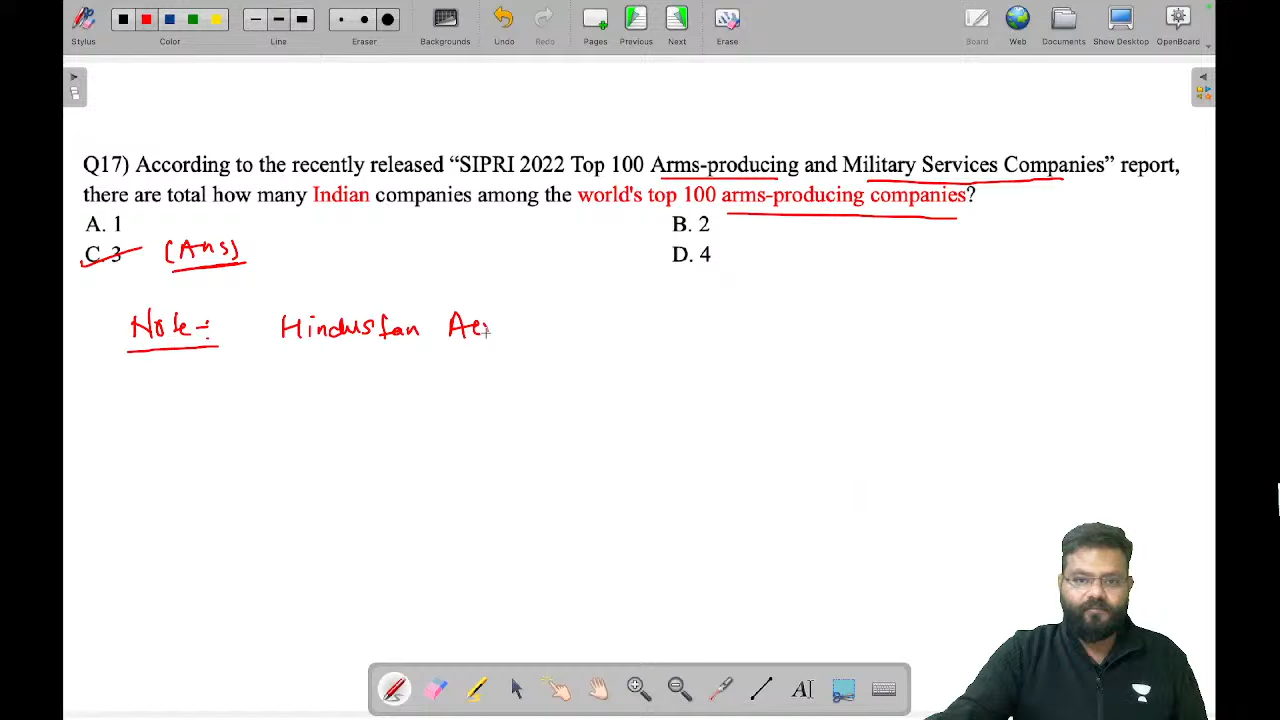 Stylus Color Line Eraser Backgrounds Undo Redo Pages Previous Next Erase Board Web Documents Show Desktop OpenBoard
Q17) According to the recently released “SIPRI 2022 Top 100 Arms-producing and Military Services Companies” report,
there are total how many Indian companies among the world's top 100 arms-producing companies?
A. 1 B. 2
C. 3 (Ans) D. 4
Note:- Hindustan Ae